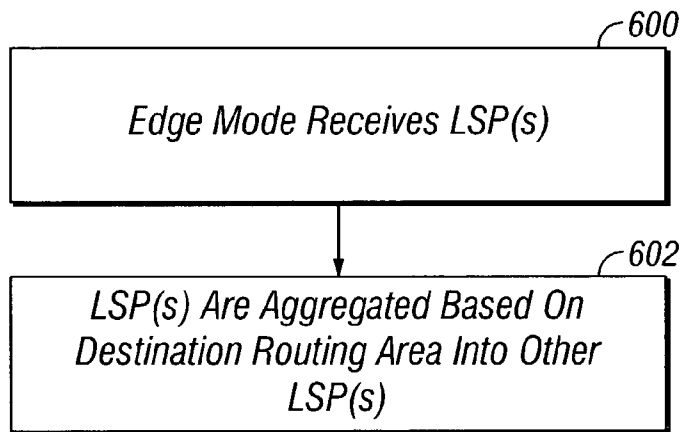 600
Edge Mode Receives LSP(s)
602
LSP(s) Are Aggregated Based On
Destination Routing Area Into Other
LSP(s)